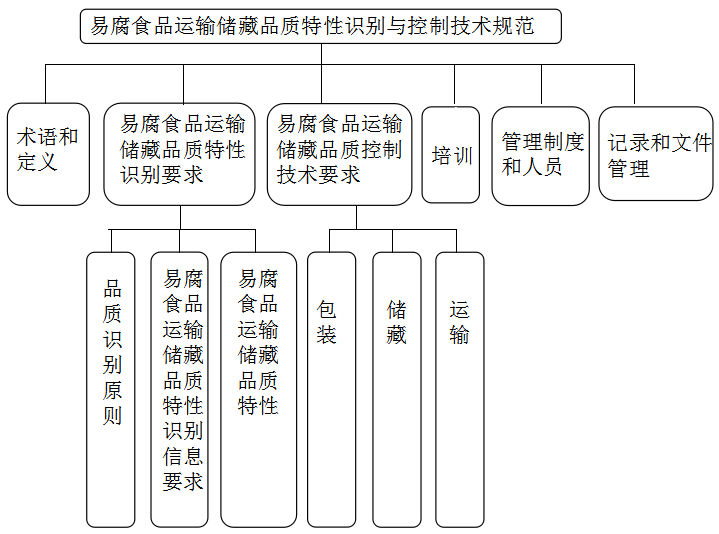 易腐食品运输储藏品质特性识别与控制技术规范
术语和
定义
易腐食品运输
储藏品质特性
识别要求
易腐食品运输
储藏品质控制
技术要求
培训
管理制度
和人员
记录和文件
管理
品
质
识
别
原
则
易腐
食品
运输
储藏
品质
特性
识别
信息
要求
易腐
食品
运输
储藏
品质
特性
包
装
储
藏
运
输